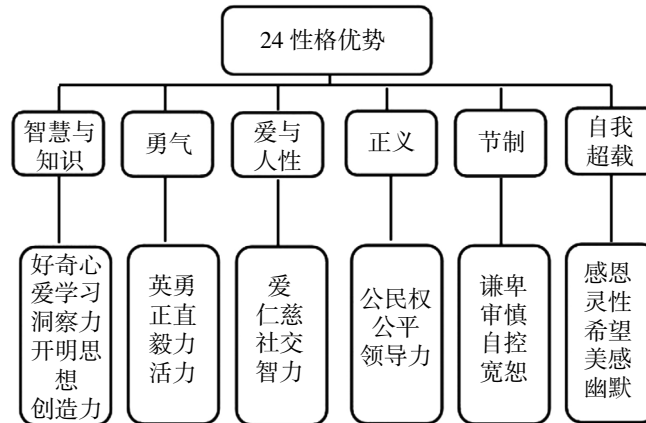 24 性格优势
智慧与
知识
勇气
爱与
人性
正义
节制
自我
超载
好奇心
爱学习
洞察力
开明思
想
创造力
英勇
正直
毅力
活力
爱
仁慈
社交
智力
公民权
公平
领导力
谦卑
审慎
自控
宽恕
感恩
灵性
希望
美感
幽默